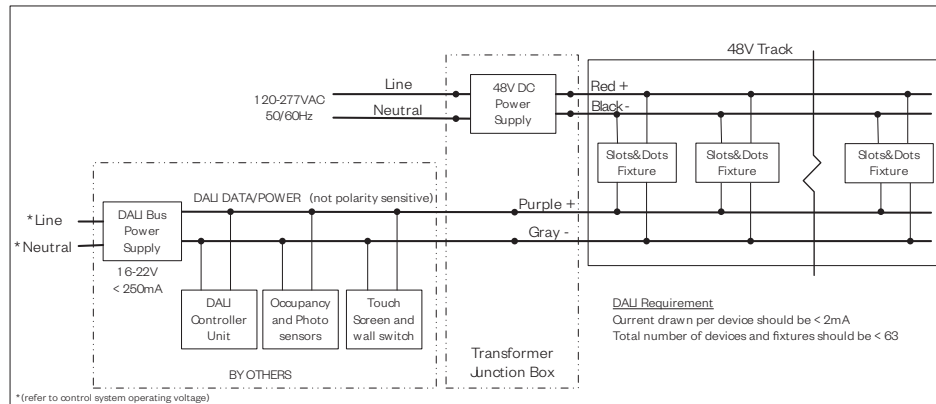 48V Track
Line
120-277VAC
50/60Hz
Neutral
48V DC
Power
Supply
Red +
Black -
Slots&Dots
Fixture
Slots&Dots
Fixture
Slots&Dots
Fixture
DALI DATA/POWER (not polarity sensitive)
Purple +
Gray -
*Line
*Neutral
DALI Bus
Power
Supply
16-22V
< 250mA
DALI
Controller
Unit
Occupancy
and Photo
sensors
Touch
Screen and
wall switch
BY OTHERS
Transformer
Junction Box
DALI Requirement
Current drawn per device should be < 2mA
Total number of devices and fixtures should be < 63
*(refer to control system operating voltage)